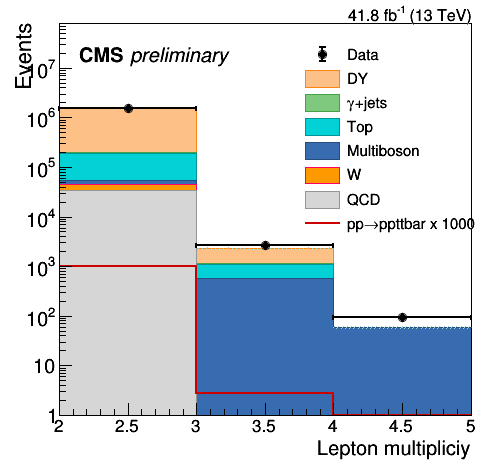 41.8 fb⁻¹ (13 TeV)
Events
CMS preliminary
Data
DY
γ+jets
Top
Multiboson
W
QCD
pp→ppttbar x 1000
10⁷
10⁶
10⁵
10⁴
10³
10²
10
1
2 2.5 3 3.5 4 4.5 5
Lepton multipliciy